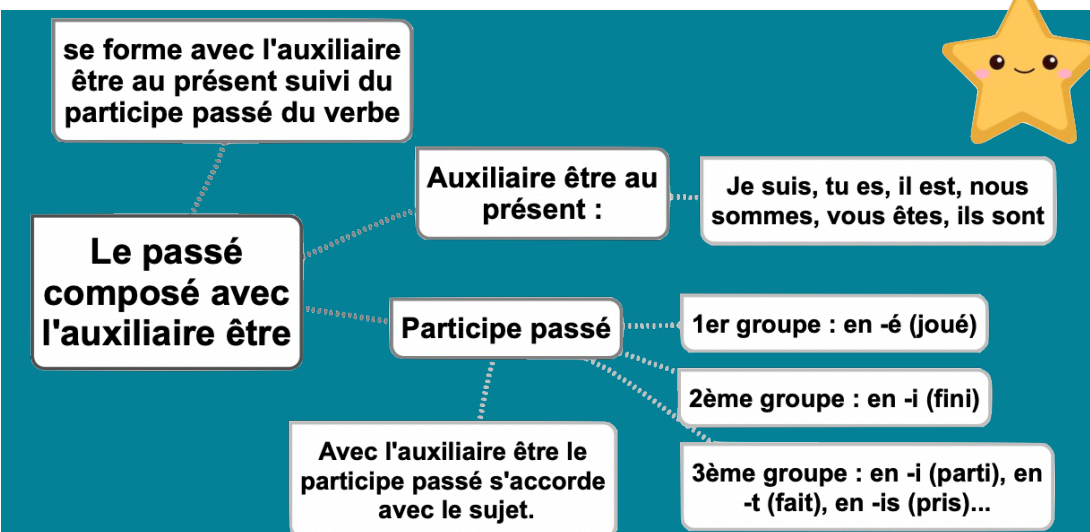 se forme avec l'auxiliaire
être au présent suivi du
participe passé du verbe
Auxiliaire être au
présent :
Je suis, tu es, il est, nous
sommes, vous êtes, ils sont
Le passé
composé avec
l'auxiliaire être
Participe passé
1er groupe : en -é (joué)
2ème groupe : en -i (fini)
3ème groupe : en -i (parti), en
-t (fait), en -is (pris)...
Avec l'auxiliaire être le
participe passé s'accorde
avec le sujet.